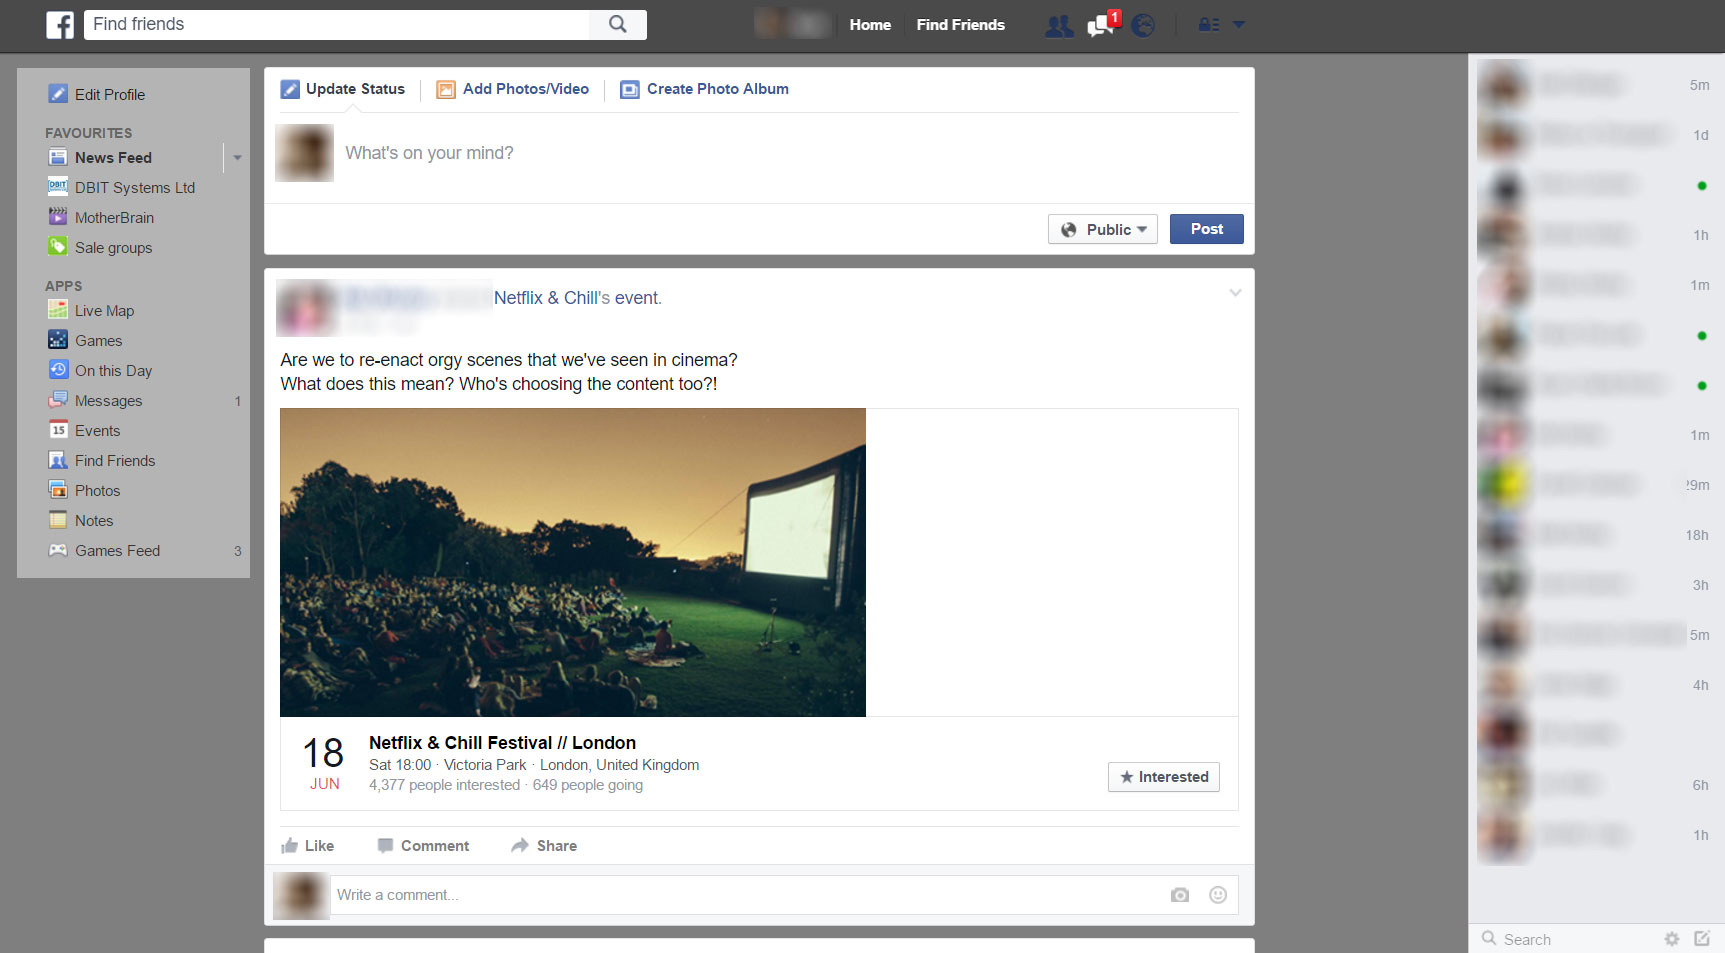 Find friends
Home
Find Friends
1
Edit Profile
FAVOURITES
News Feed
DBIT DBIT Systems Ltd
MotherBrain
Sale groups
APPS
Live Map
Games
On this Day
Messages 1
15 Events
Find Friends
Photos
Notes
Games Feed 3
Update Status
Add Photos/Video
Create Photo Album
What's on your mind?
Public
Post
Netflix & Chill's event.
Are we to re-enact orgy scenes that we've seen in cinema?
What does this mean? Who's choosing the content too?!
18
JUN
Netflix & Chill Festival // London
Sat 18:00 · Victoria Park · London, United Kingdom
4,377 people interested · 649 people going
Interested
Like
Comment
Share
Write a comment...
5m
1d
1h
1m
1m
29m
18h
3h
5m
4h
6h
1h
Search